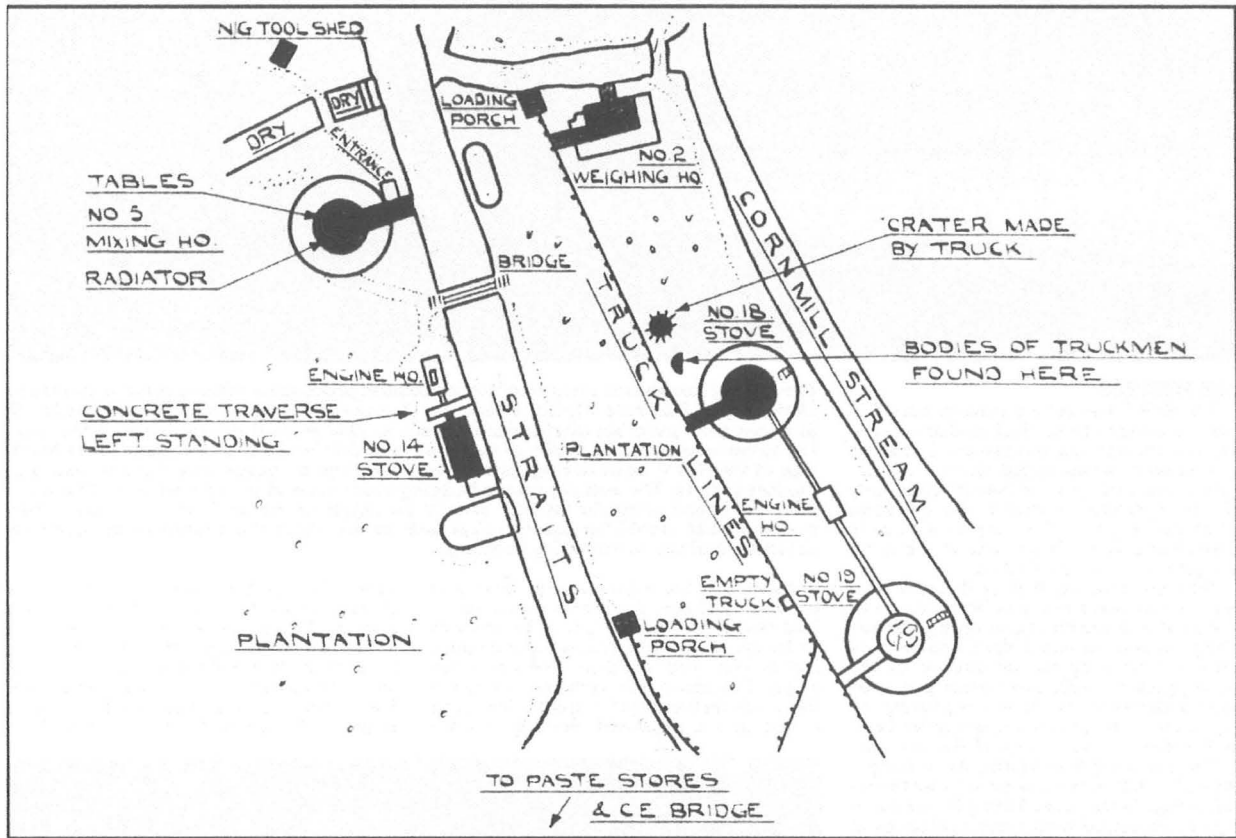 N/G TOOL SHED
DRY
DRY
ENTRANCE
LOADING
PORCH
NO. 2
WEIGHING HO.
TABLES
NO 5
MIXING HO.
RADIATOR
BRIDGE
CORN MILL STREAM
CRATER MADE
BY TRUCK
NO. 18.
STOVE
BODIES OF TRUCKMEN
FOUND HERE
TRUCK LINES
ENGINE HO.
CONCRETE TRAVERSE
LEFT STANDING
NO. 14
STOVE
STRAITS
PLANTATION
ENGINE
HO.
EMPTY
TRUCK
NO 19
STOVE
LOADING
PORCH
PLANTATION
TO PASTE STORES
& C.E BRIDGE